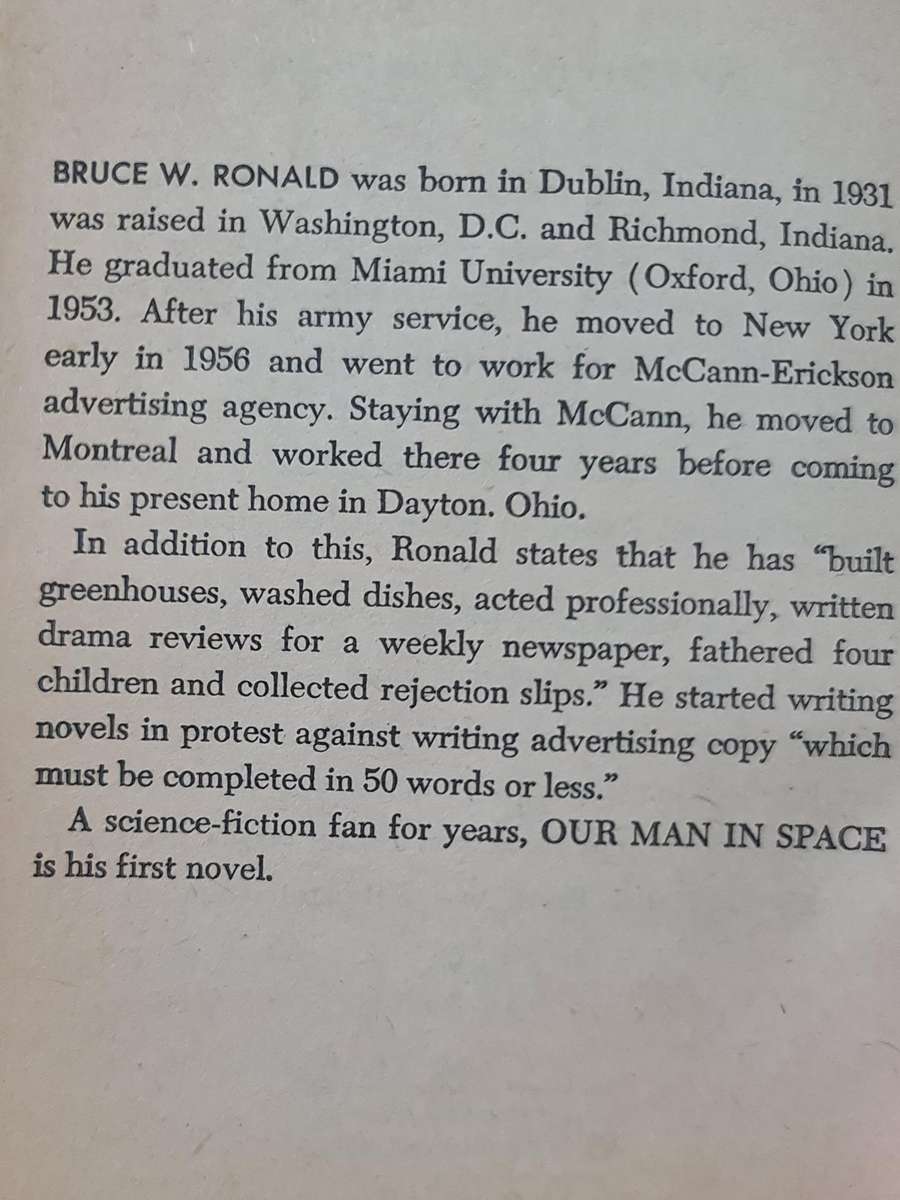 BRUCE W. RONALD was born in Dublin, Indiana, in 1931
was raised in Washington, D.C. and Richmond, Indiana.
He graduated from Miami University (Oxford, Ohio) in
1953. After his army service, he moved to New York
early in 1956 and went to work for McCann-Erickson
advertising agency. Staying with McCann, he moved to
Montreal and worked there four years before coming
to his present home in Dayton. Ohio.
In addition to this, Ronald states that he has “built
greenhouses, washed dishes, acted professionally, written
drama reviews for a weekly newspaper, fathered four
children and collected rejection slips.” He started writing
novels in protest against writing advertising copy “which
must be completed in 50 words or less.”
A science-fiction fan for years, OUR MAN IN SPACE
is his first novel.